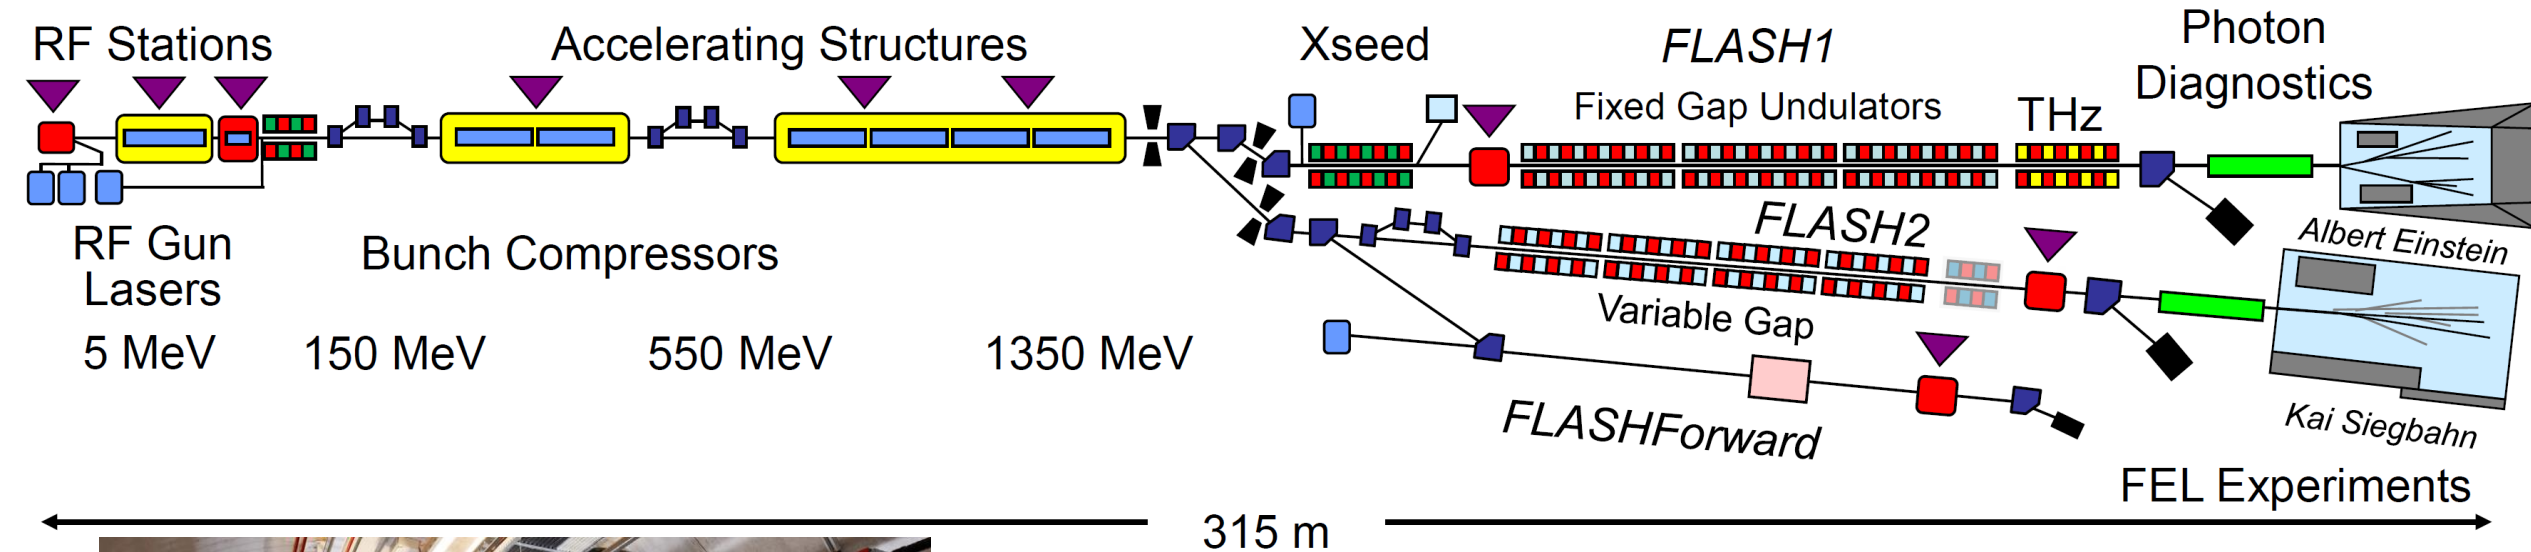 RF Stations
Accelerating Structures
Xseed
FLASH1
Fixed Gap Undulators
THz
Photon
Diagnostics
RF Gun
Lasers
Bunch Compressors
FLASH2
Variable Gap
Albert Einstein
5 MeV
150 MeV
550 MeV
1350 MeV
FLASHForward
Kai Siegbahn
FEL Experiments
315 m